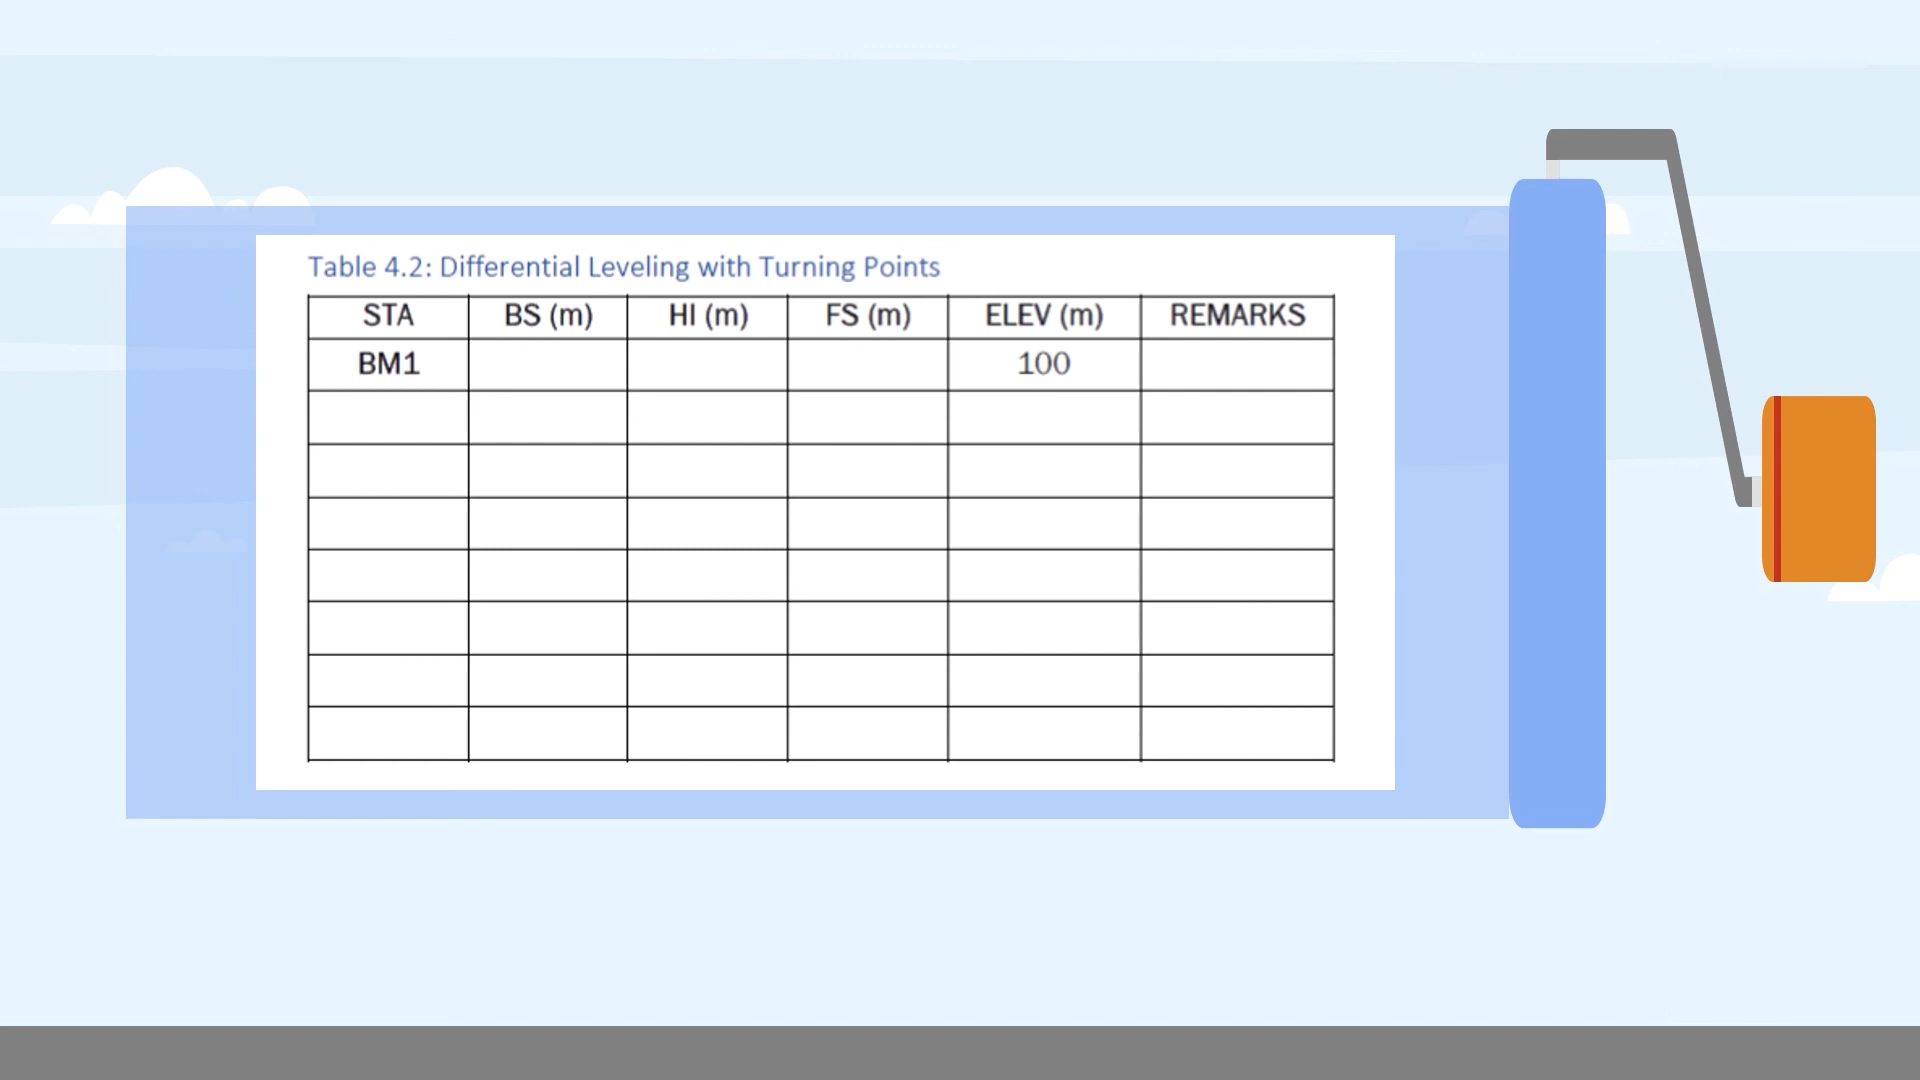 Table 4.2: Differential Leveling with Turning Points
STA BS (m) HI (m) FS (m) ELEV (m) REMARKS
BM1 100